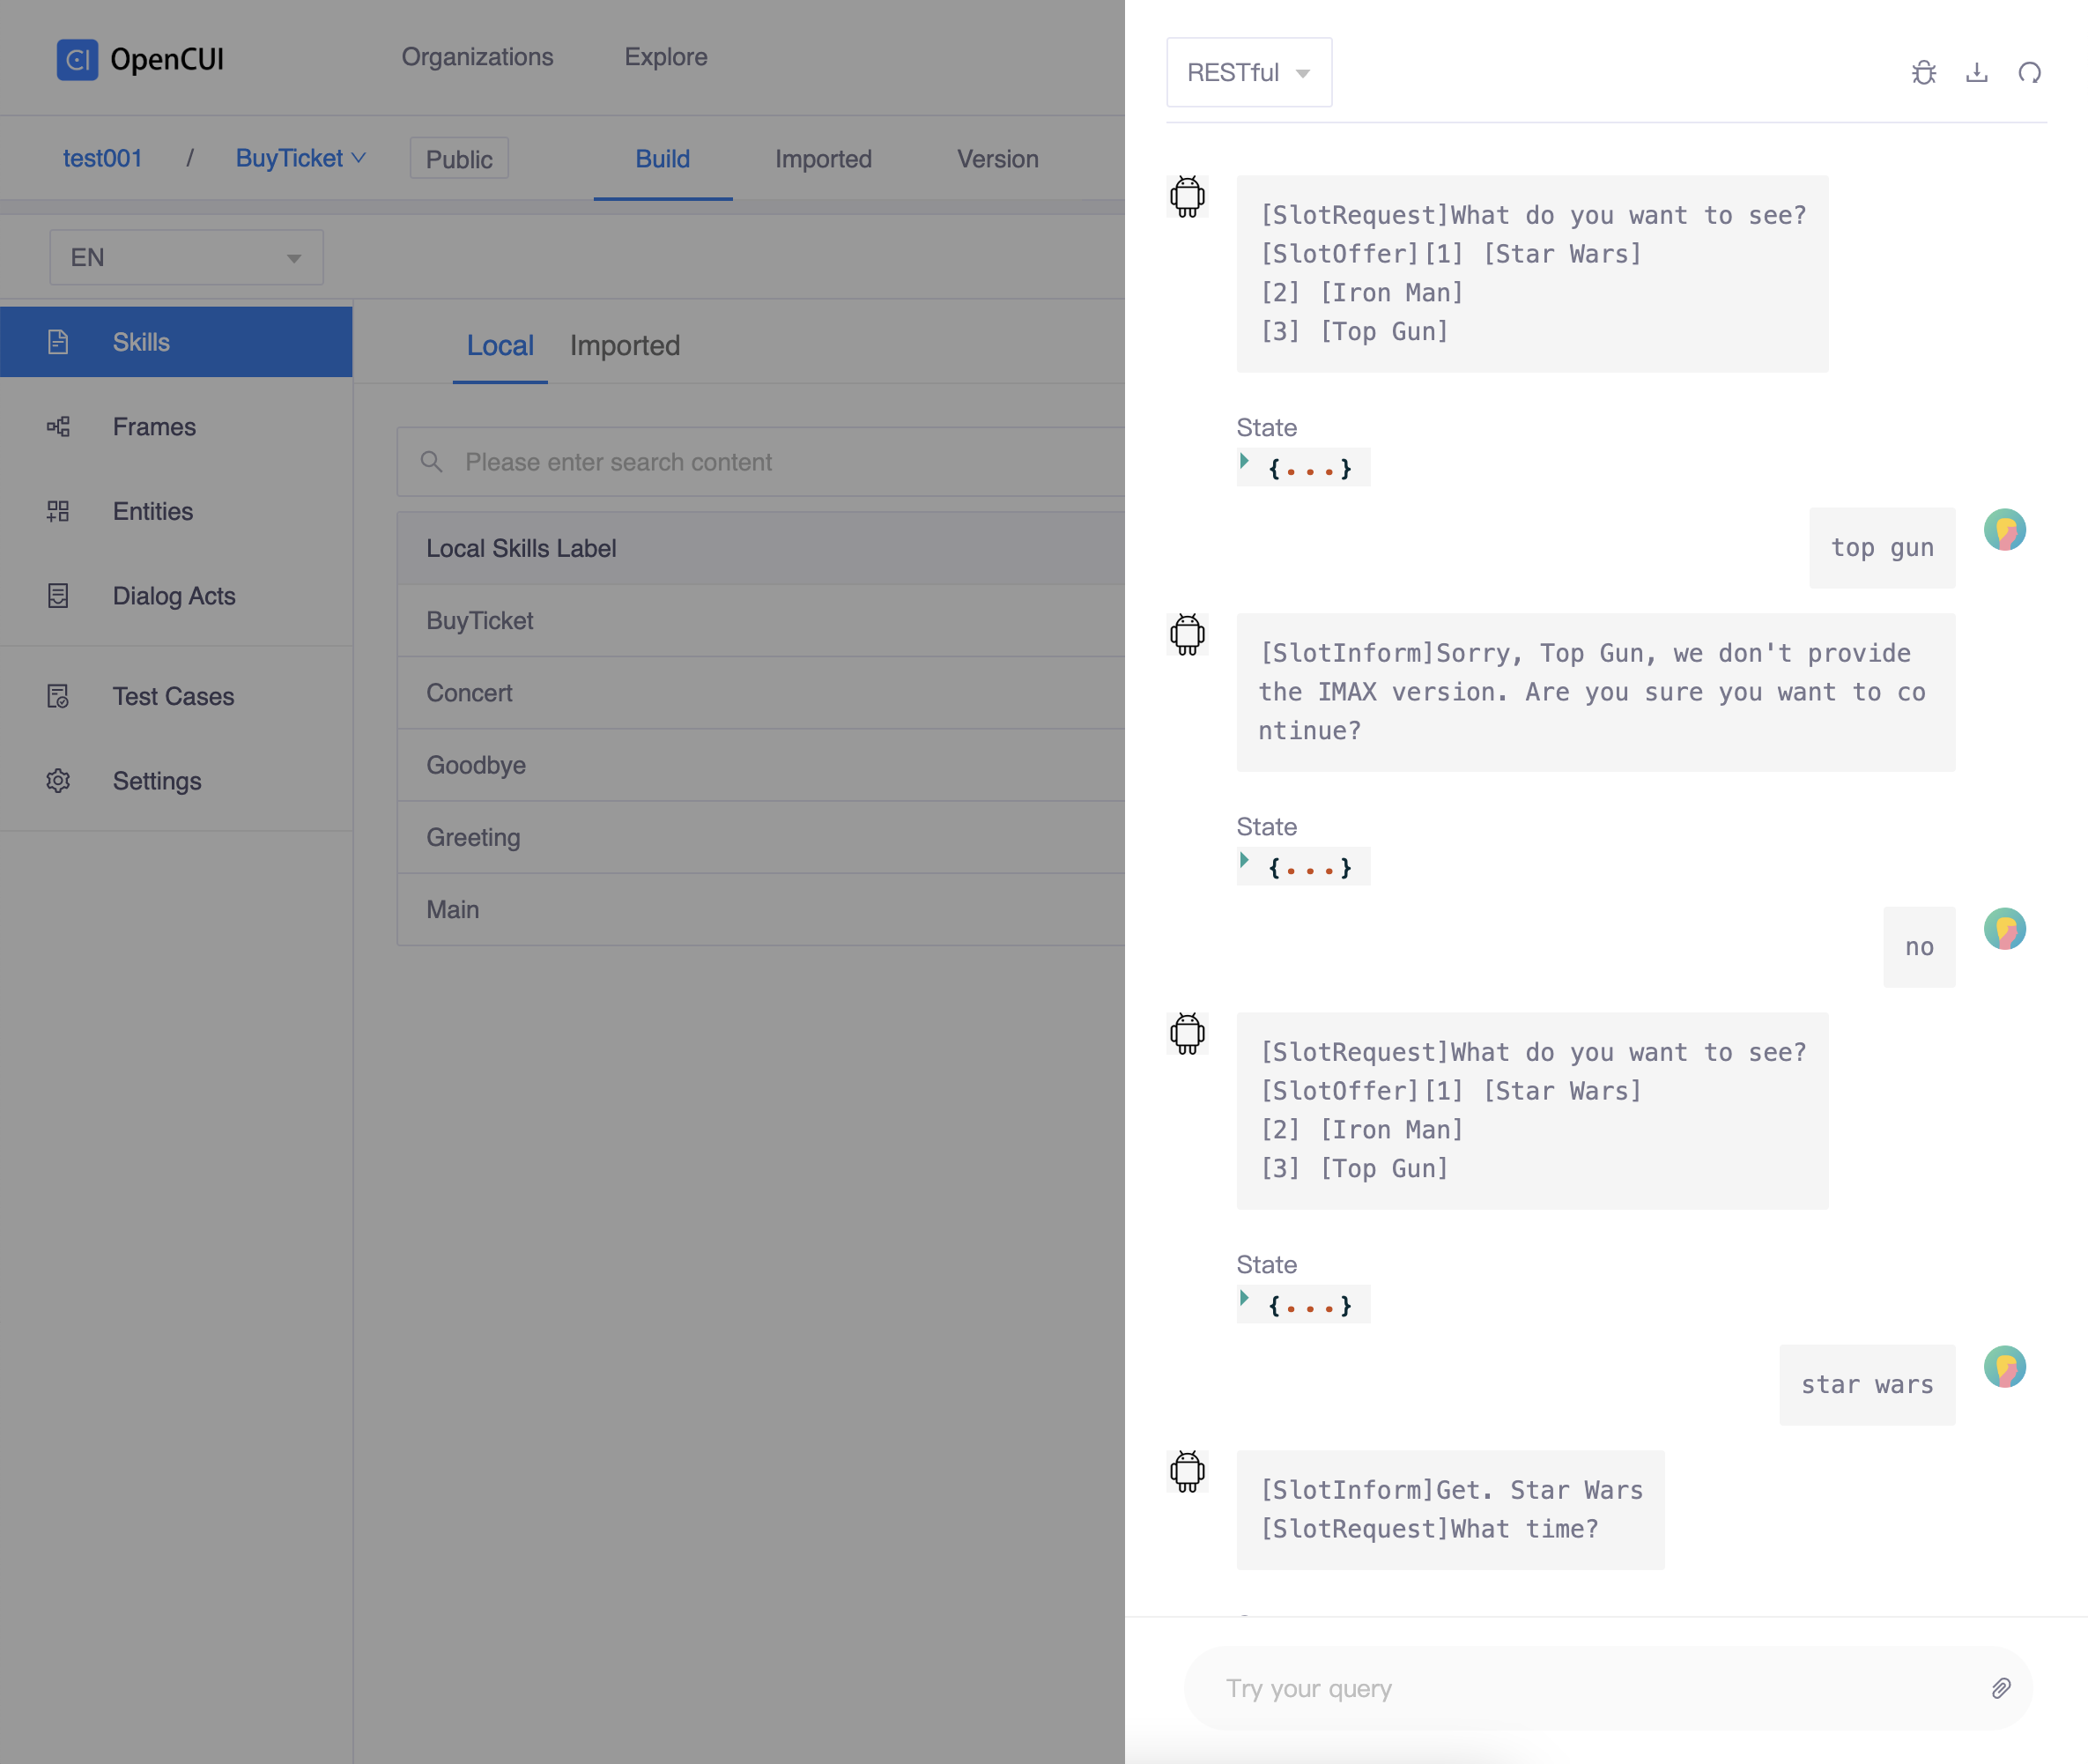 OpenCUI
Organizations
Explore
test001 / BuyTicket
Public
Build
Imported
Version
EN
Skills
Frames
Entities
Dialog Acts
Test Cases
Settings
Local
Imported
Please enter search content
Local Skills Label
BuyTicket
Concert
Goodbye
Greeting
Main
RESTful
[SlotRequest]What do you want to see?
[SlotOffer][1] [Star Wars]
[2] [Iron Man]
[3] [Top Gun]
State
{...}
top gun
[SlotInform]Sorry, Top Gun, we don't provide
the IMAX version. Are you sure you want to co
ntinue?
State
{...}
no
[SlotRequest]What do you want to see?
[SlotOffer][1] [Star Wars]
[2] [Iron Man]
[3] [Top Gun]
State
{...}
star wars
[SlotInform]Get. Star Wars
[SlotRequest]What time?
Try your query